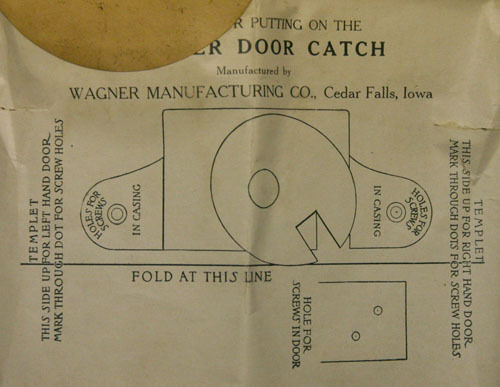 R PUTTING ON THE
ER DOOR CATCH
Manufactured by
WAGNER MANUFACTURING CO., Cedar Falls, Iowa
TEMPLET
THIS SIDE UP FOR LEFT HAND DOOR
MARK THROUGH DOT FOR SCREW HOLES
HOLES FOR
SCREWS
IN CASING
IN CASING
HOLES FOR
SCREWS
TEMPLET
THIS SIDE UP FOR RIGHT HAND DOOR
MARK THROUGH DOTS FOR SCREW HOLES
FOLD AT THIS LINE
HOLE FOR
SCREWS IN DOOR